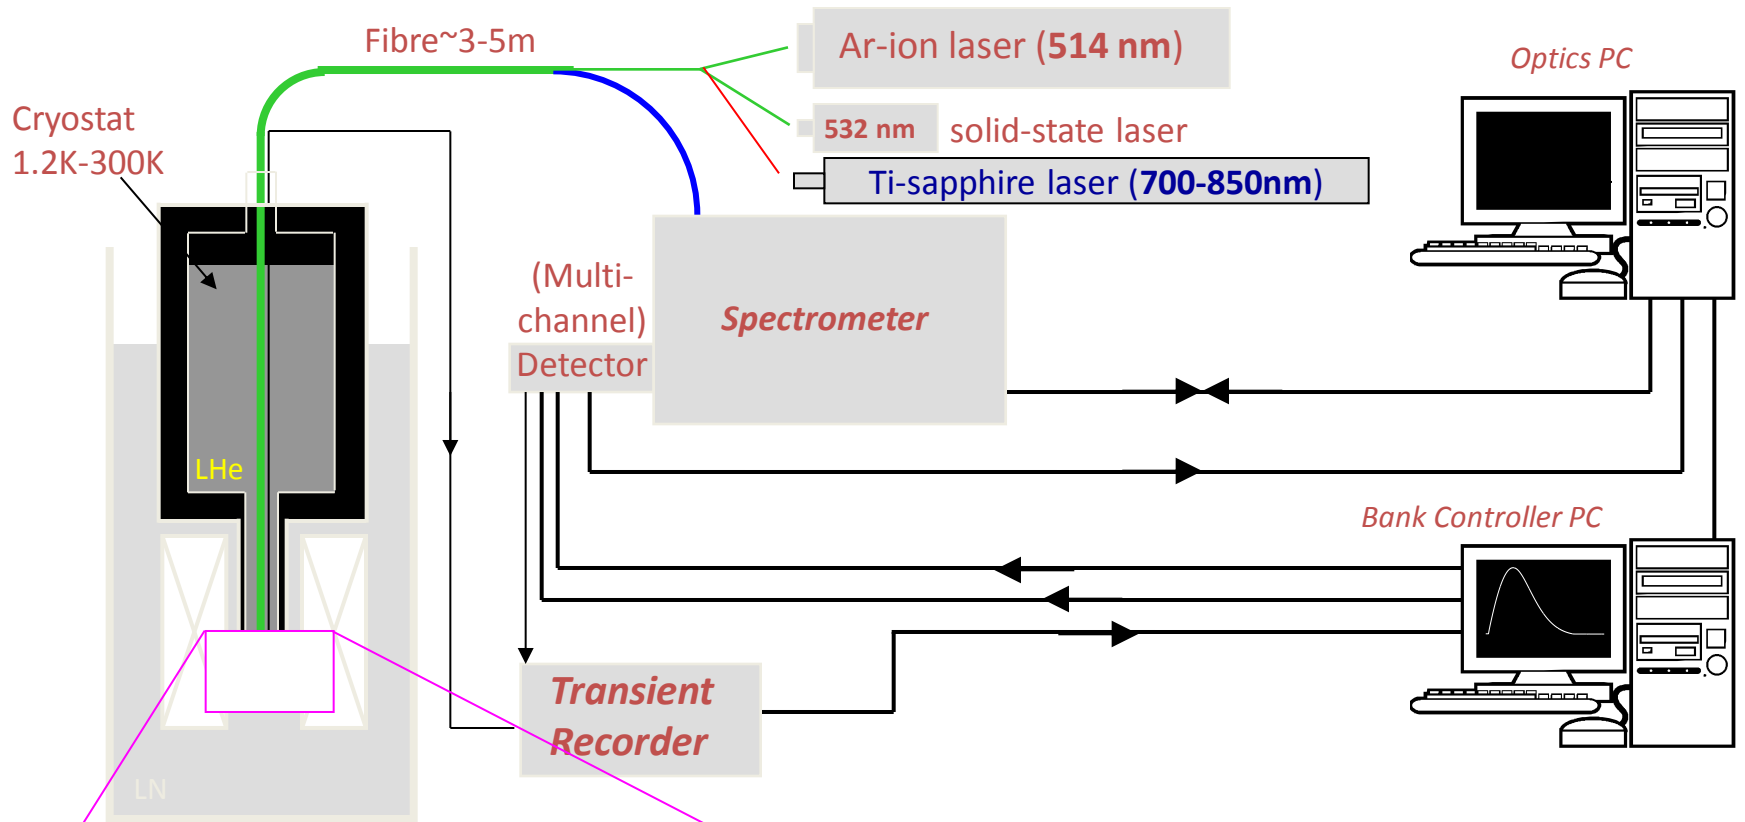 Fibre~3-5m
Ar-ion laser (514 nm)
Optics PC
Cryostat
1.2K-300K
532 nm
solid-state laser
Ti-sapphire laser (700-850nm)
(Multi-
channel)
Detector
Spectrometer
LHe
Bank Controller PC
Transient
Recorder
LN